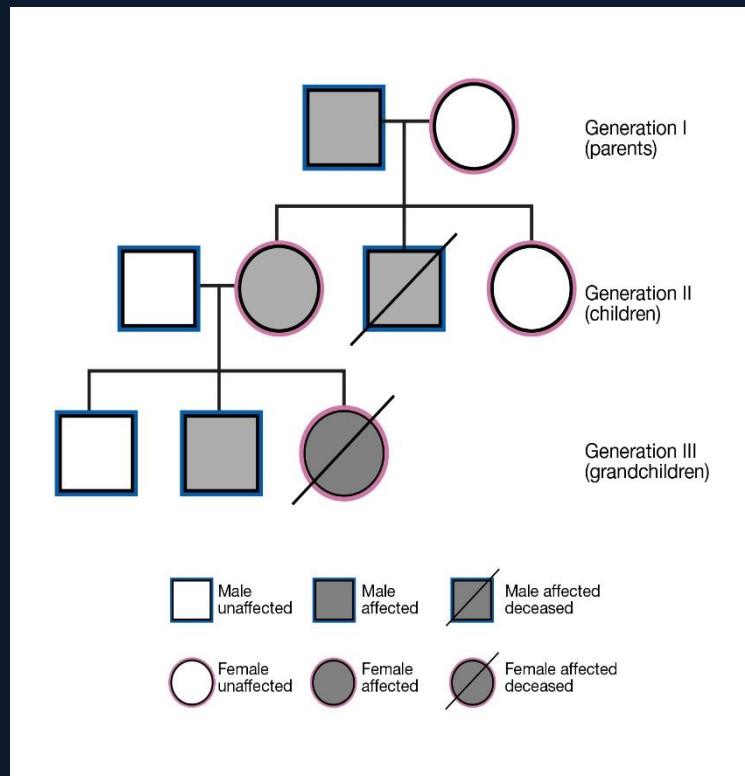 Generation I
(parents)
Generation II
(children)
Generation III
(grandchildren)
Male
unaffected
Male
affected
Male affected
deceased
Female
unaffected
Female
affected
Female affected
deceased